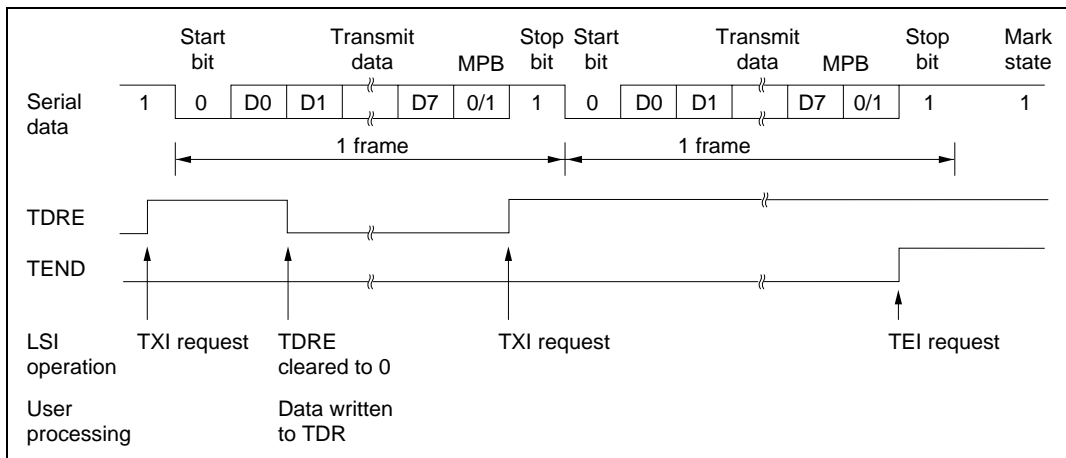 Start Transmit Stop Start Transmit Stop Mark
bit data MPB bit bit data MPB bit state
Serial data 1 0 D0 D1 D7 0/1 1 0 D0 D1 D7 0/1 1 1
1 frame 1 frame
TDRE
TEND
LSI TXI request TDRE TXI request TEI request
operation cleared to 0
User Data written
processing to TDR